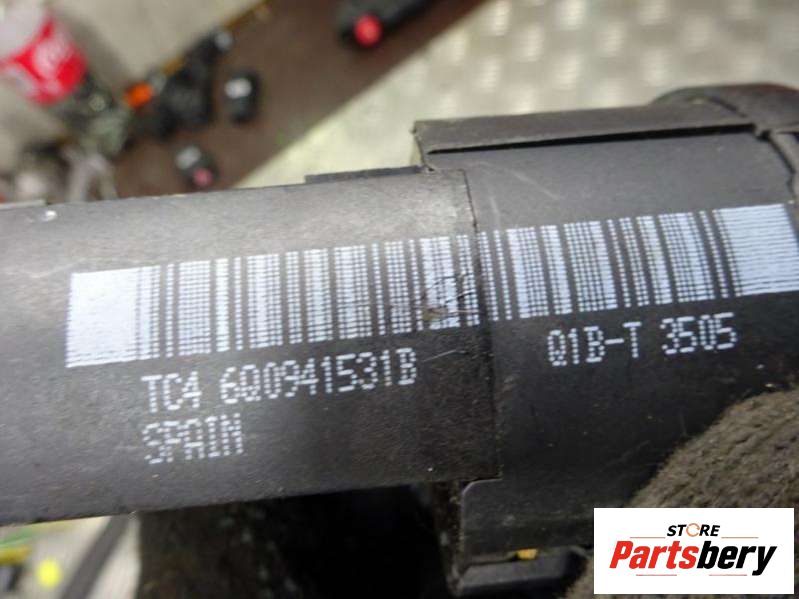 TC4 6Q0941531B
Q1B-T 3505
SPAIN
STORE
Partsbery